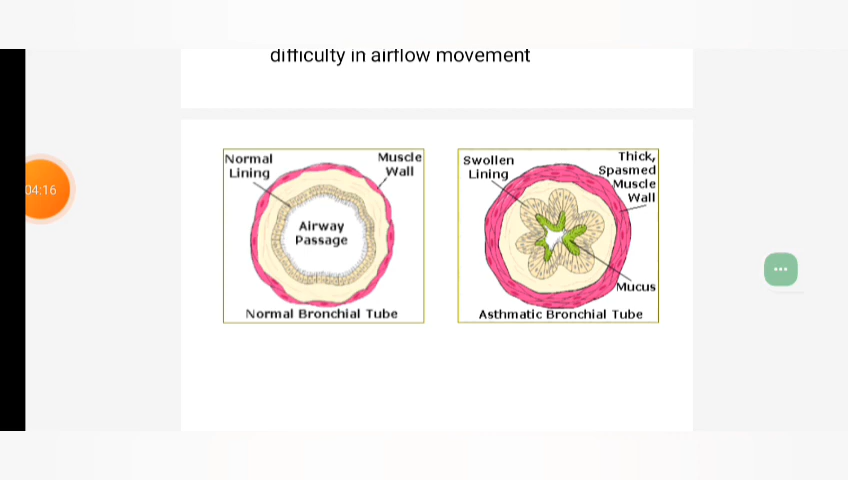 difficulty in airflow movement
04:16
Normal
Lining
Muscle
Wall
Airway
Passage
Normal Bronchial Tube
Swollen
Lining
Thick,
Spasmed
Muscle
Wall
Mucus
Asthmatic Bronchial Tube